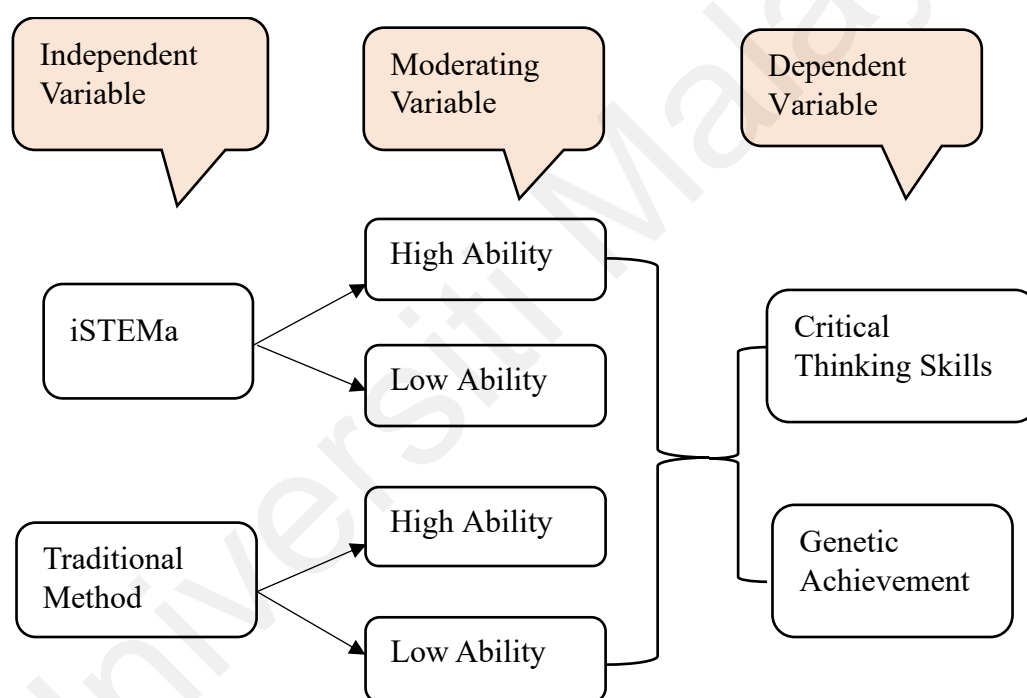 Independent
Variable
Moderating
Variable
Dependent
Variable
iSTEMa
High Ability
Low Ability
Traditional
Method
High Ability
Low Ability
Critical
Thinking Skills
Genetic
Achievement